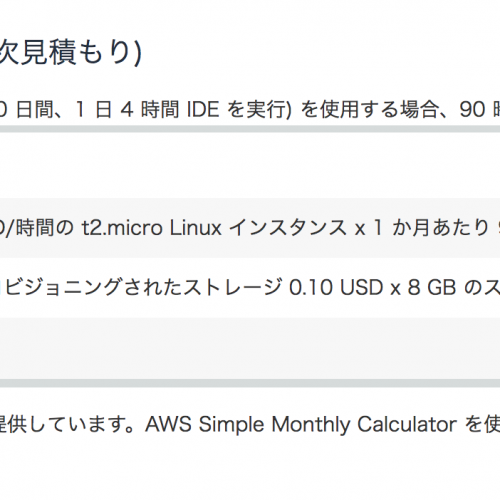 次見積もり)
0 日間、1 日 4 時間 IDE を実行) を使用する場合、90
/時間の t2.micro Linux インスタンス x 1 か月あたり
ビジョニングされたストレージ 0.10 USD x 8 GB のス
提供しています。AWS Simple Monthly Calculator を使